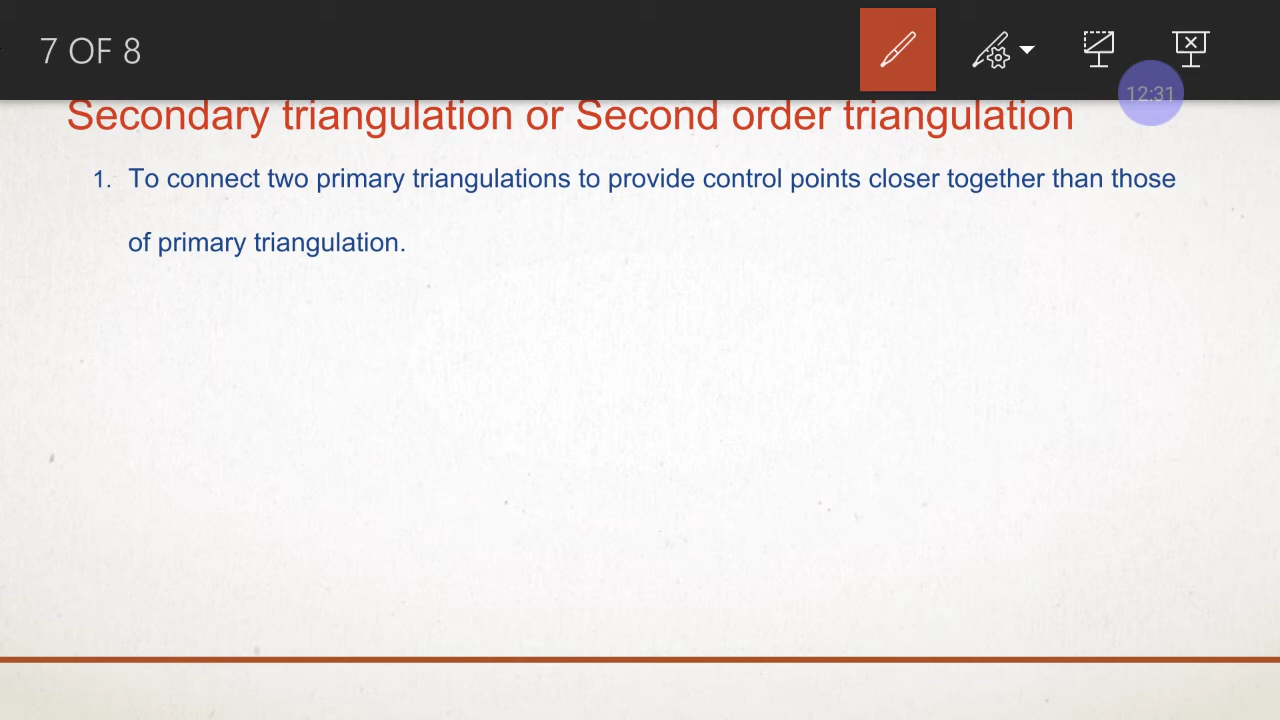 7 OF 8
12:31
Secondary triangulation or Second order triangulation
1. To connect two primary triangulations to provide control points closer together than those
of primary triangulation.